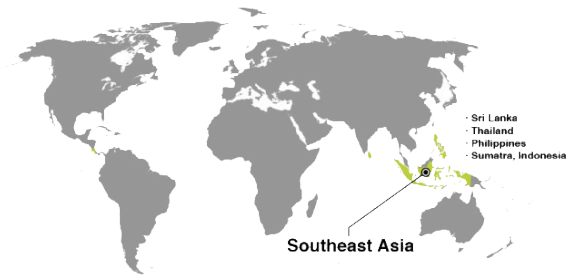 · Sri Lanka
· Thailand
· Philippines
· Sumatra, Indonesia
Southeast Asia